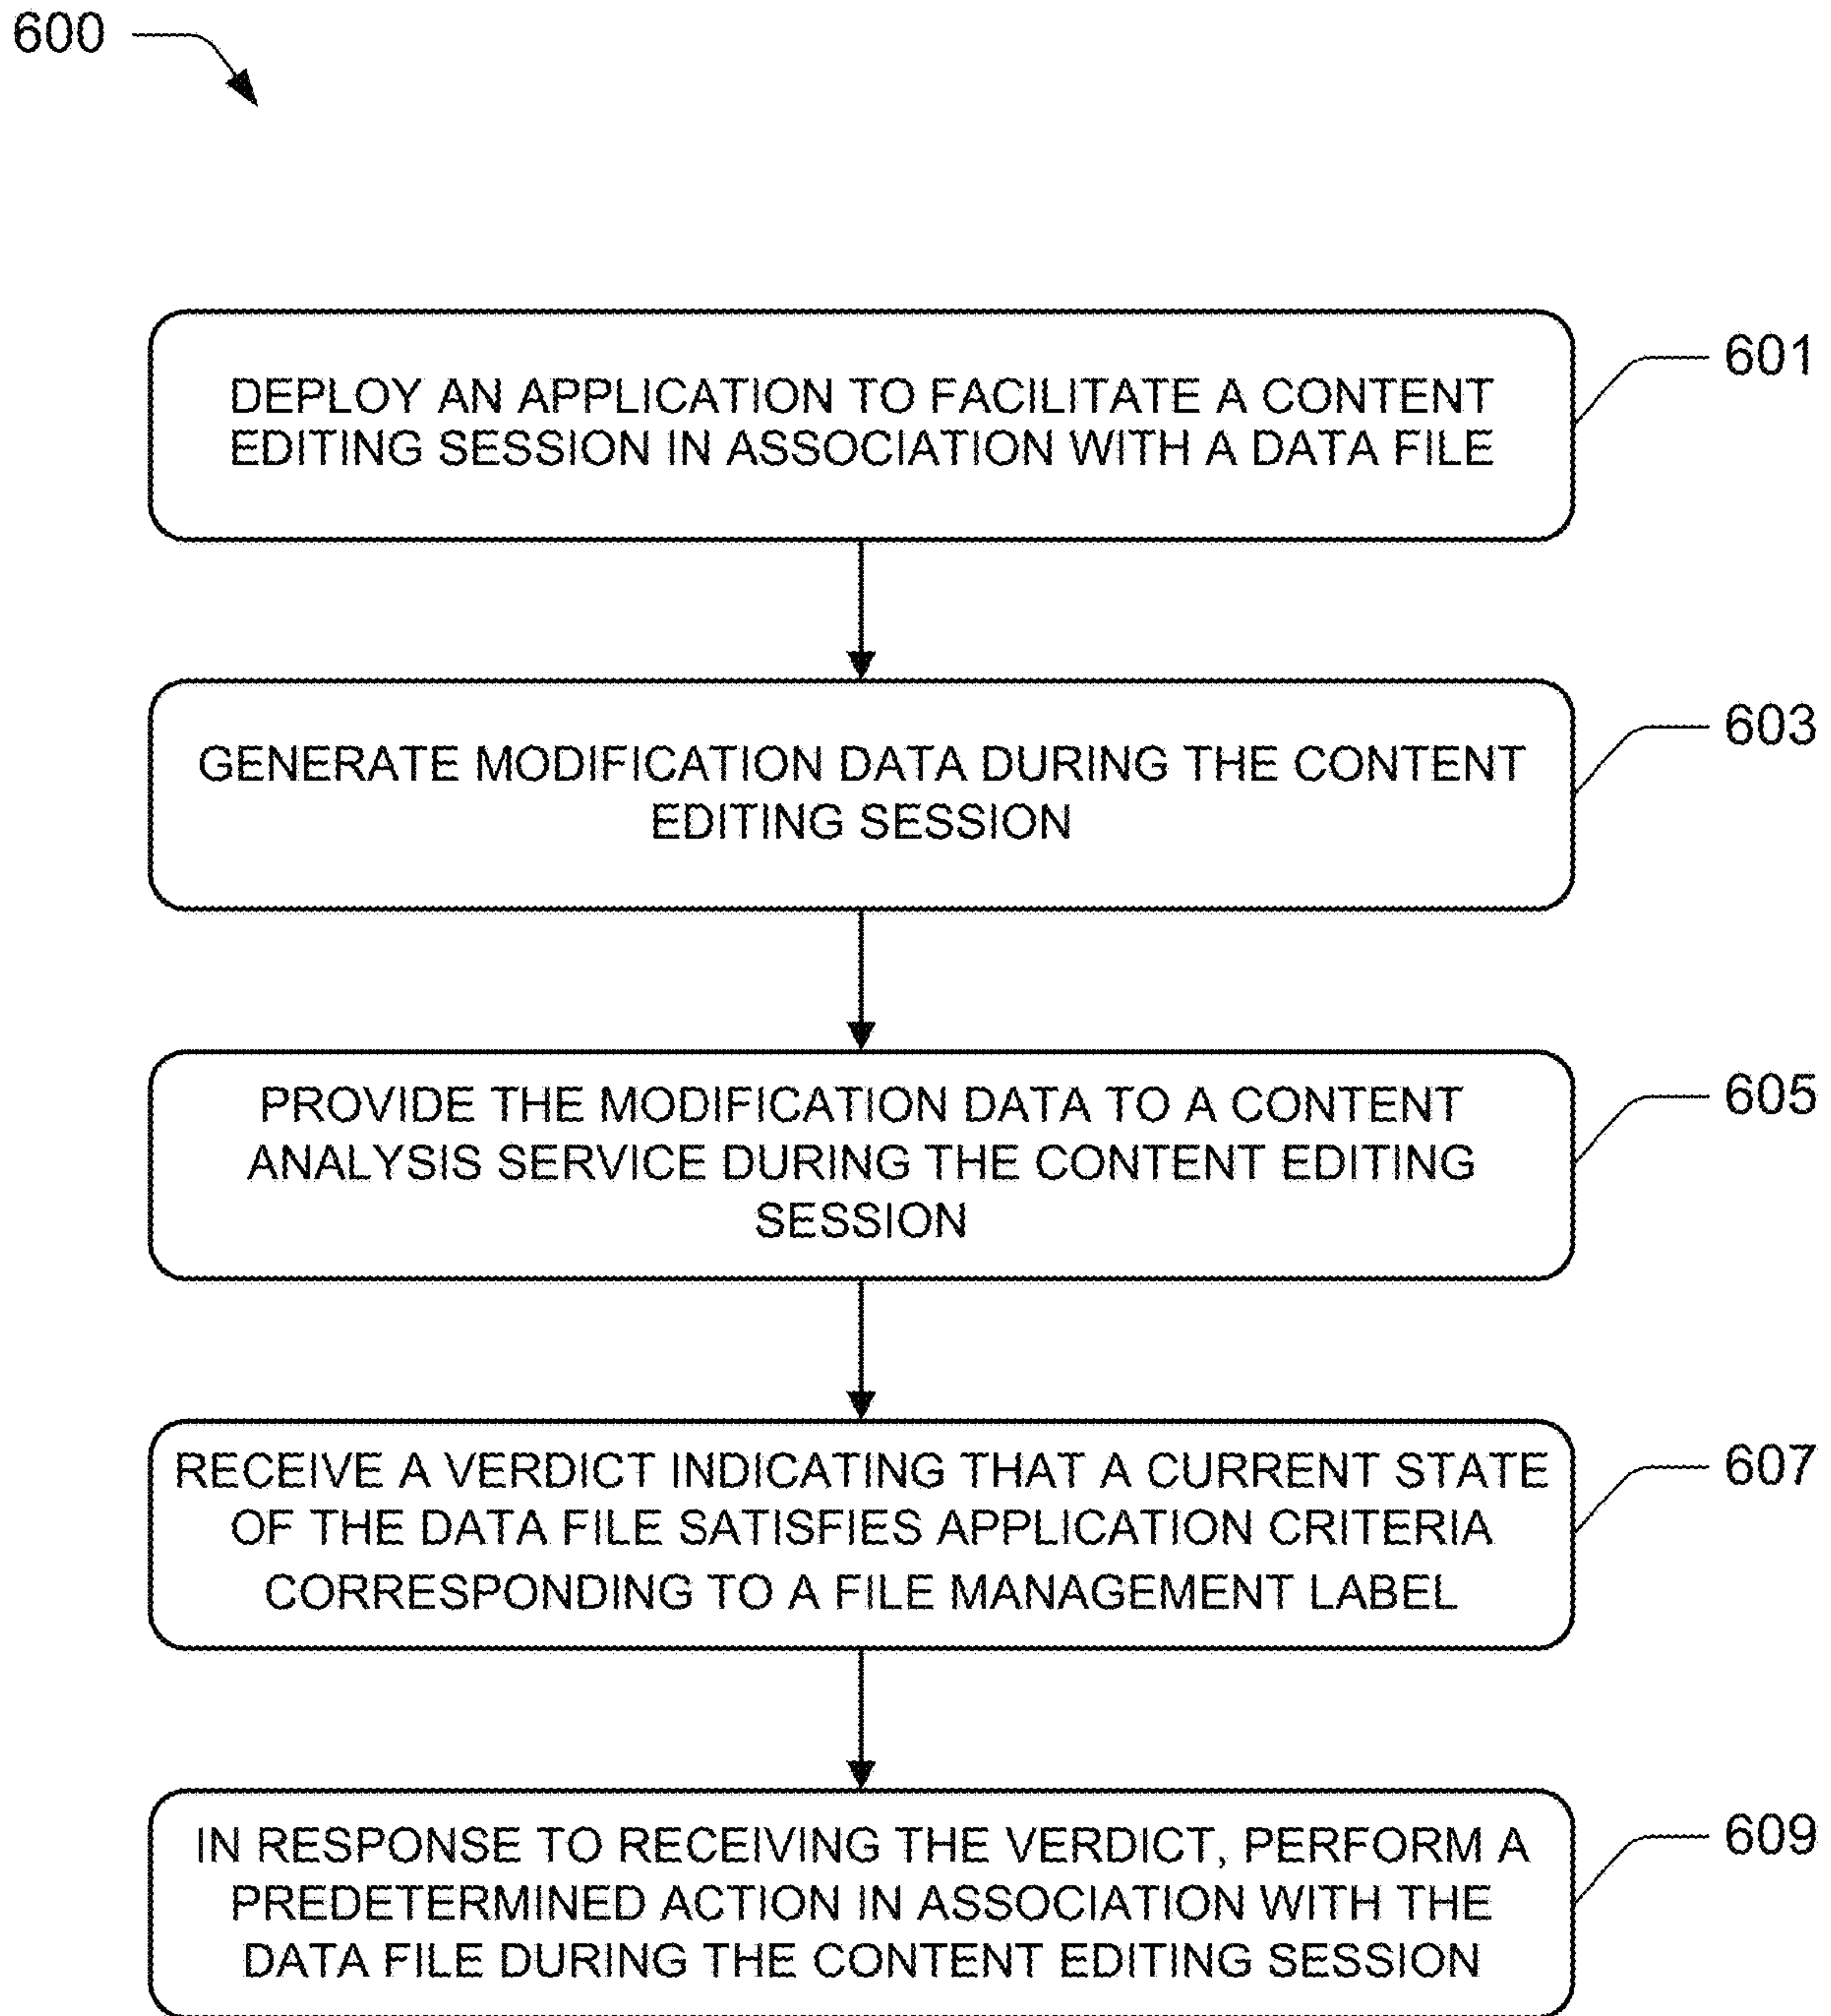 600
DEPLOY AN APPLICATION TO FACILITATE A CONTENT
EDITING SESSION IN ASSOCIATION WITH A DATA FILE
601
GENERATE MODIFICATION DATA DURING THE CONTENT
EDITING SESSION
603
PROVIDE THE MODIFICATION DATA TO A CONTENT
ANALYSIS SERVICE DURING THE CONTENT EDITING
SESSION
605
RECEIVE A VERDICT INDICATING THAT A CURRENT STATE
OF THE DATA FILE SATISFIES APPLICATION CRITERIA
CORRESPONDING TO A FILE MANAGEMENT LABEL
607
IN RESPONSE TO RECEIVING THE VERDICT, PERFORM A
PREDETERMINED ACTION IN ASSOCIATION WITH THE
DATA FILE DURING THE CONTENT EDITING SESSION
609